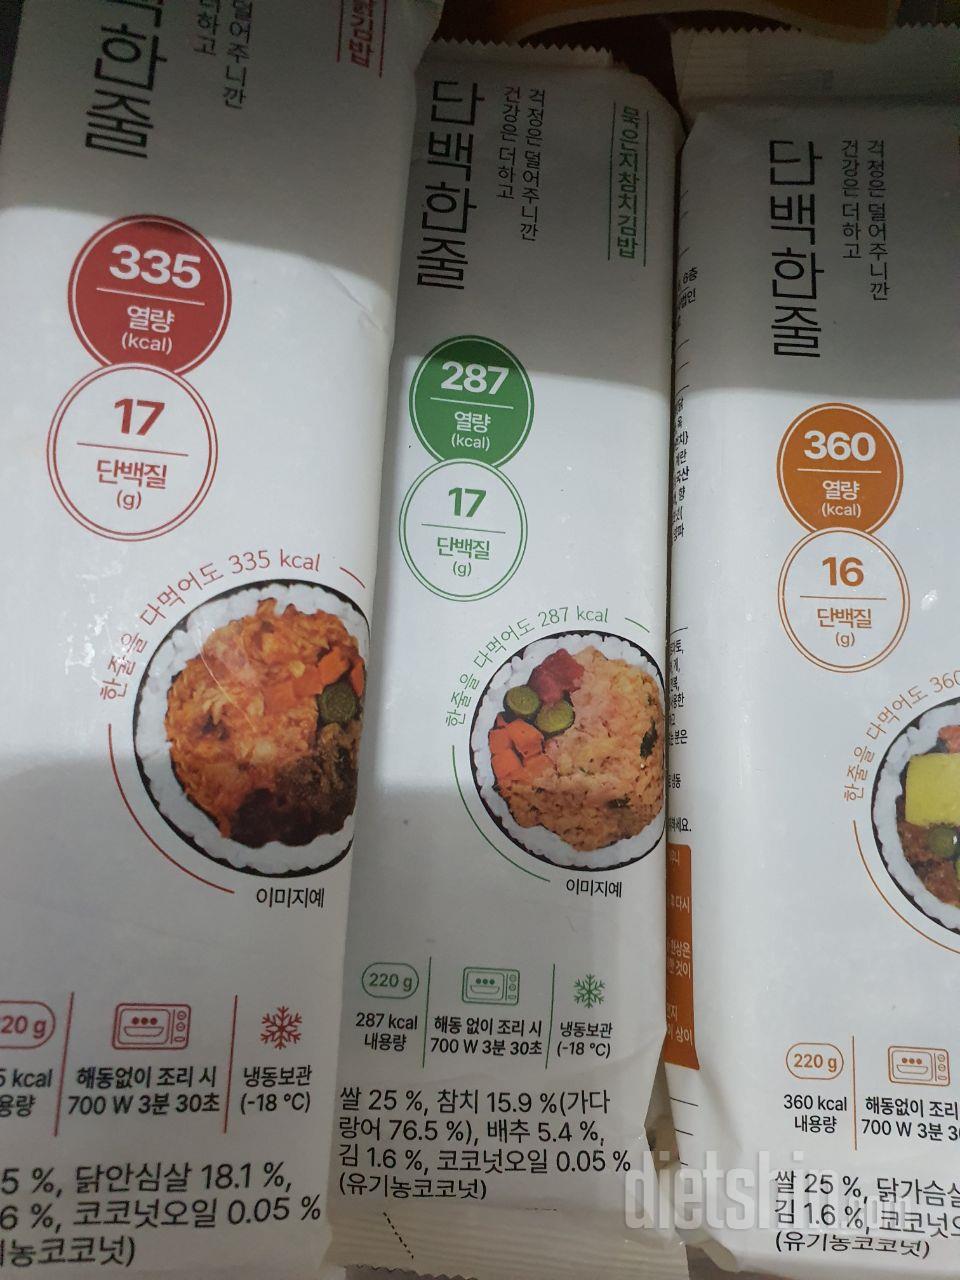 백한줄
덜어주니깐
더하고
닭김밥
335
열량
(kcal)
17
단백질
(g)
한줄을 다먹어도 335 kcal
이미지예
20 g
5 kcal
용량
해동없이 조리 시
700 W 3분 30초
냉동보관
(-18 °C)
5 %, 닭안심살 18.1 %,
6 %, 코코넛오일 0.05 %
기농코코넛)
단백한줄
걱정은 덜어주니깐
건강은 더하고
묵은지참치김밥
287
열량
(kcal)
17
단백질
(g)
한줄을 다먹어도 287 kcal
이미지예
220 g
287 kcal
내용량
해동 없이 조리 시
700 W 3분 30초
냉동보관
(-18 °C)
쌀 25 %, 참치 15.9 %(가다
랑어 76.5 %), 배추 5.4 %,
김 1.6 %, 코코넛오일 0.05 %
(유기농코코넛)
단백한줄
걱정은 덜어주니깐
건강은 더하고
360
열량
(kcal)
16
단백질
(g)
한줄을 다먹어도 360
220 g
360 kcal
내용량
해동없이 조리
700 W 3분 3
쌀 25 %, 닭가슴살
김 1.6 %, 코코넛오
(유기농코코넛)
dietshin.com